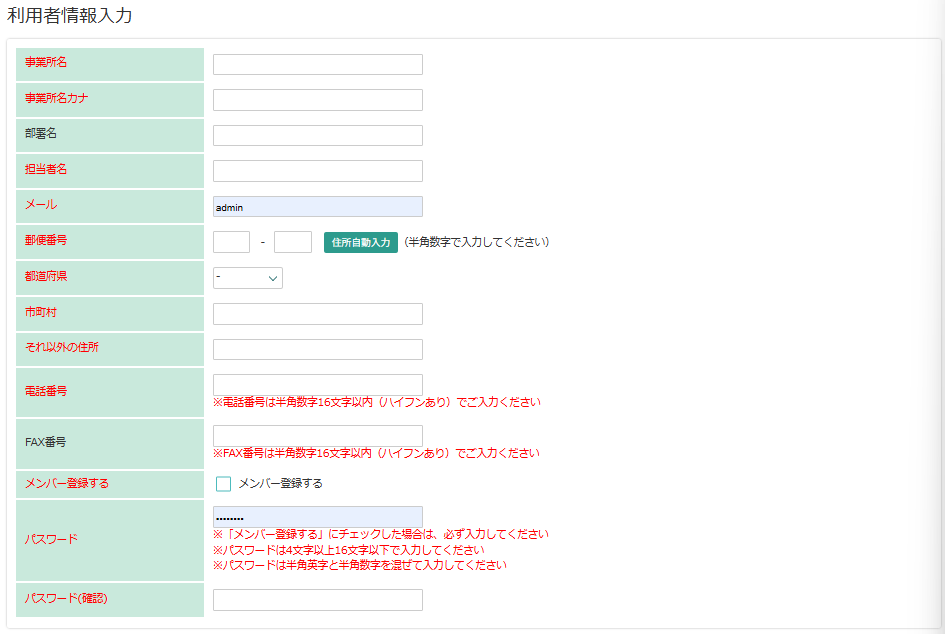 利用者情報入力
事業所名
事業所名カナ
部署名
担当者名
メール admin
郵便番号 - 住所自動入力 (半角数字で入力してください)
都道府県 -
市町村
それ以外の住所
電話番号
※電話番号は半角数字16文字以内（ハイフンあり）でご入力ください
FAX番号
※FAX番号は半角数字16文字以内（ハイフンあり）でご入力ください
メンバー登録する メンバー登録する
パスワード ••••••••
※「メンバー登録する」にチェックした場合は、必ず入力してください
※パスワードは4文字以上16文字以下で入力してください
※パスワードは半角英字と半角数字を混ぜて入力してください
パスワード(確認)